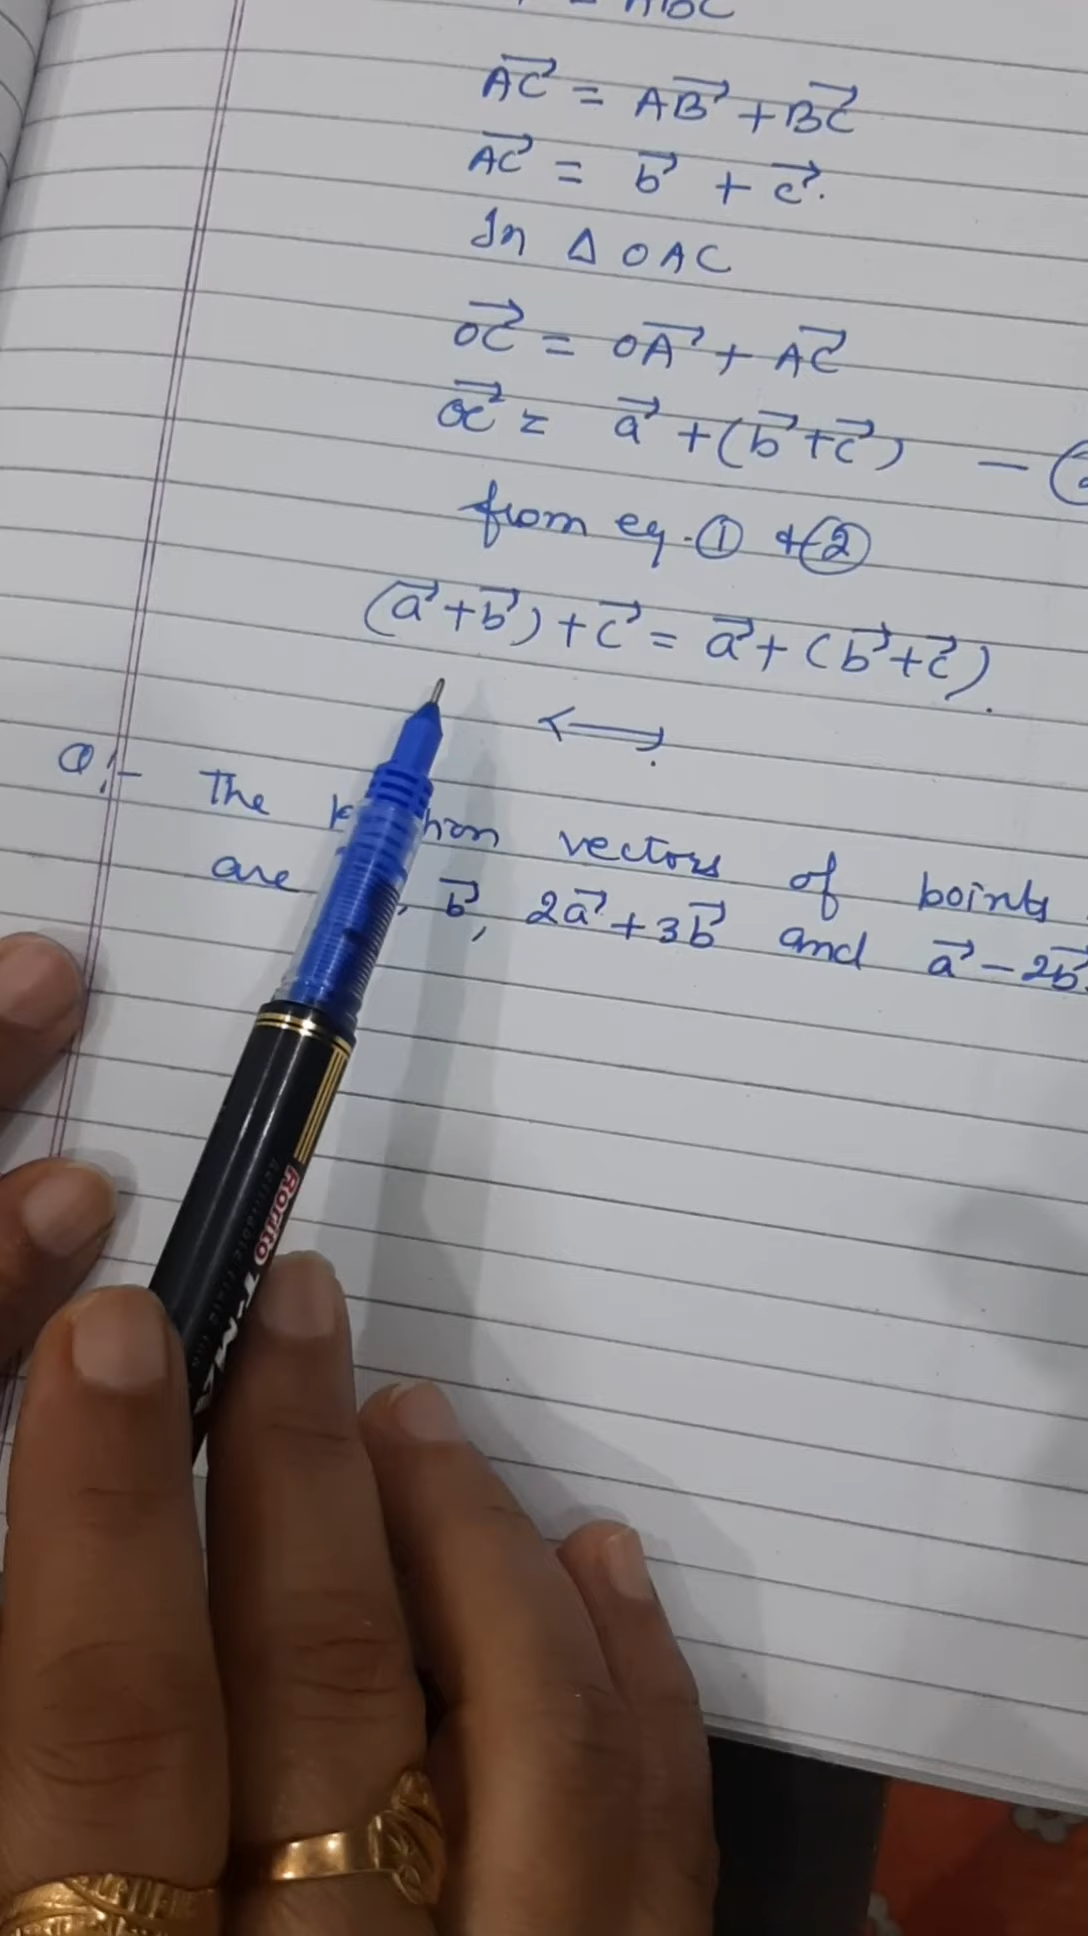 AC⃗ = AB⃗ + BC⃗
AC⃗ = b⃗ + c⃗.
In Δ OAC
OC⃗ = OA⃗ + AC⃗
OC⃗ = a⃗ + (b⃗ + c⃗) -
from eq. ① & ②
(a⃗ + b⃗) + c⃗ = a⃗ + (b⃗ + c⃗).
Q:- The vectors of points
are , b⃗, 2a⃗ + 3b⃗ and a⃗ - 2b⃗.
Rorito